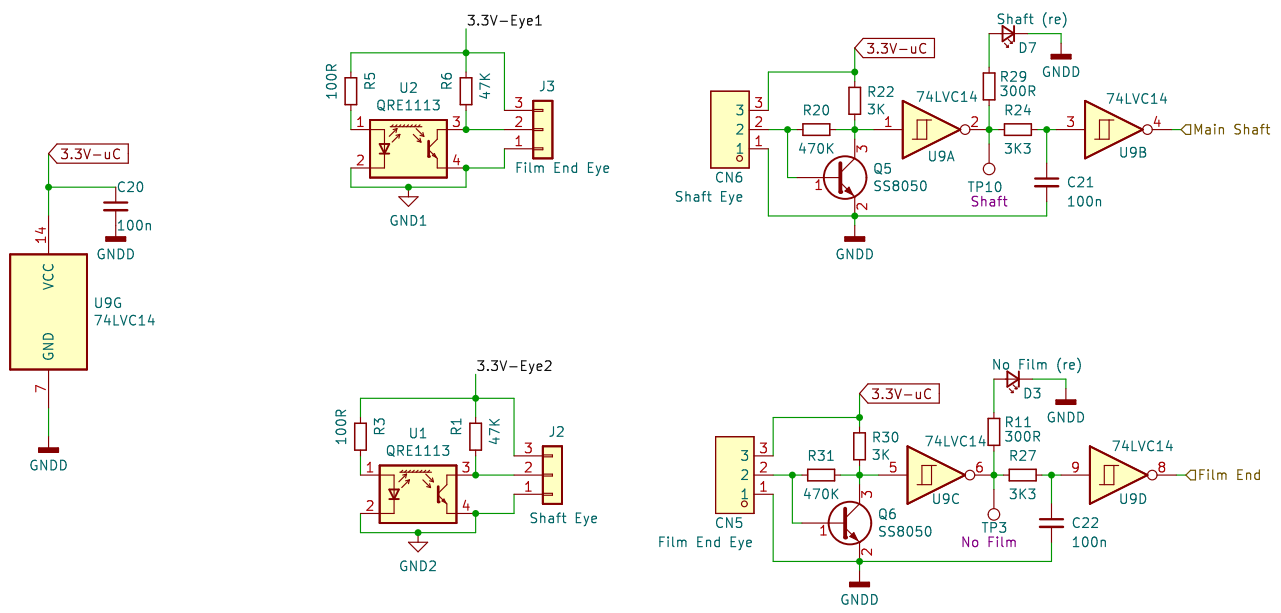 3.3V-uC
C20
100n
GNDD
14
VCC
GND
7
U9G
74LVC14
GNDD
3.3V-Eye1
100R
R5
U2
QRE1113
R6
47K
J3
1
2
3
4
3
2
1
Film End Eye
GND1
3.3V-Eye2
100R
R3
U1
QRE1113
R1
47K
J2
1
2
3
4
3
2
1
Shaft Eye
GND2
3.3V-uC
3
2
1
CN6
Shaft Eye
3
2
1
R20
470K
R22
3K
1
3
2
Q5
SS8050
GNDD
1
74LVC14
U9A
2
Shaft (re)
D7
GNDD
R29
300R
R24
3K3
TP10
Shaft
C21
100n
3
74LVC14
U9B
4
Main Shaft
3.3V-uC
3
2
1
CN5
Film End Eye
3
2
1
R31
470K
R30
3K
1
3
2
Q6
SS8050
GNDD
5
74LVC14
U9C
6
No Film (re)
D3
GNDD
R11
300R
R27
3K3
TP3
No Film
C22
100n
9
74LVC14
U9D
8
Film End